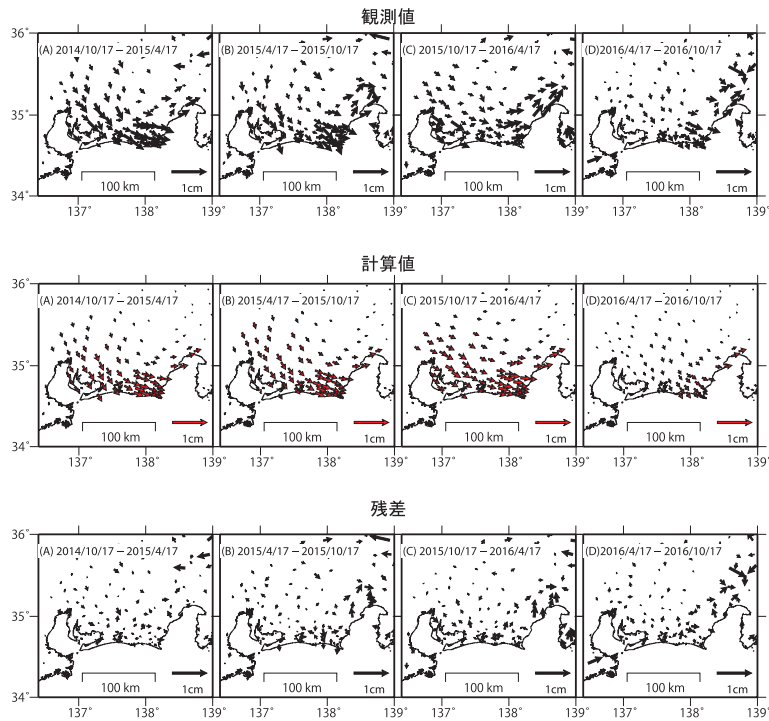 観測値
36°
35°
34°
(A) 2014/10/17 – 2015/4/17
(B) 2015/4/17 – 2015/10/17
(C) 2015/10/17 – 2016/4/17
(D)2016/4/17 – 2016/10/17
100 km
1cm
100 km
1cm
100 km
1cm
100 km
1cm
137°
138°
139°
137°
138°
139°
137°
138°
139°
137°
138°
139°
計算値
36°
35°
34°
(A) 2014/10/17 – 2015/4/17
(B) 2015/4/17 – 2015/10/17
(C) 2015/10/17 – 2016/4/17
(D)2016/4/17 – 2016/10/17
100 km
1cm
100 km
1cm
100 km
1cm
100 km
1cm
137°
138°
139°
137°
138°
139°
137°
138°
139°
137°
138°
139°
残差
36°
35°
34°
(A) 2014/10/17 – 2015/4/17
(B) 2015/4/17 – 2015/10/17
(C) 2015/10/17 – 2016/4/17
(D)2016/4/17 – 2016/10/17
100 km
1cm
100 km
1cm
100 km
1cm
100 km
1cm
137°
138°
139°
137°
138°
139°
137°
138°
139°
137°
138°
139°